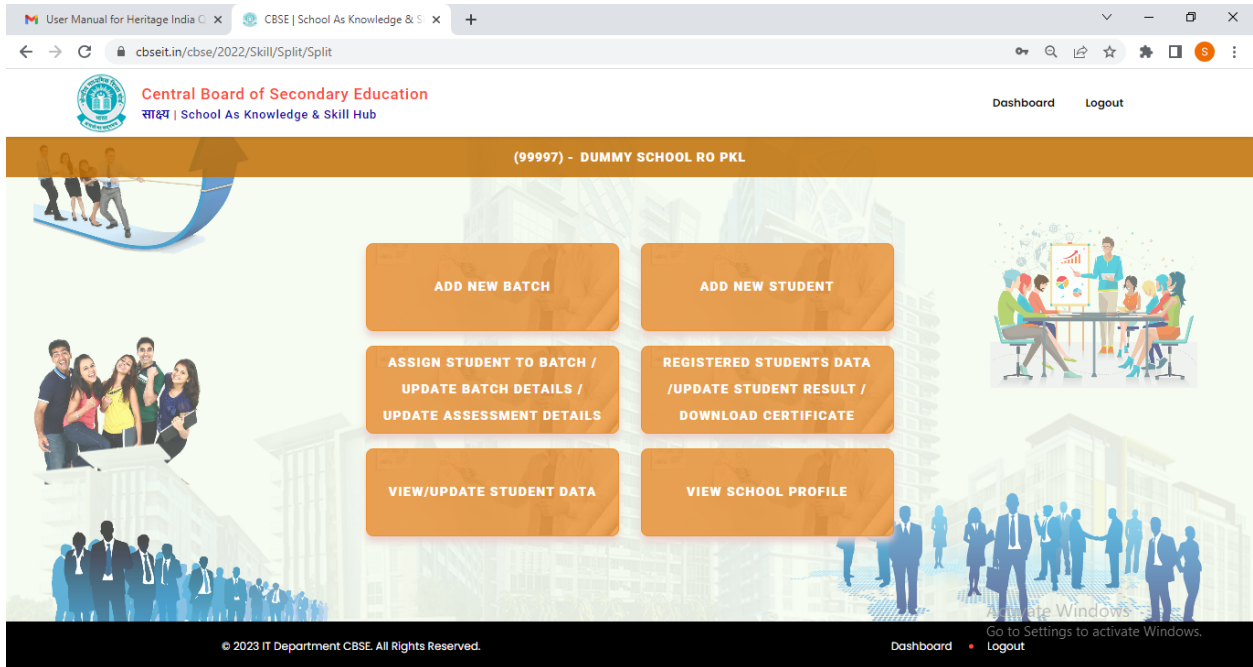 User Manual for Heritage India Q
CBSE | School As Knowledge & S
cbseit.in/cbse/2022/Skill/Split/Split
S
Central Board of Secondary Education
साक्ष्य | School As Knowledge & Skill Hub
Dashboard Logout
(99997) - DUMMY SCHOOL RO PKL
ADD NEW BATCH
ADD NEW STUDENT
ASSIGN STUDENT TO BATCH /
UPDATE BATCH DETAILS /
UPDATE ASSESSMENT DETAILS
REGISTERED STUDENTS DATA
/UPDATE STUDENT RESULT /
DOWNLOAD CERTIFICATE
VIEW/UPDATE STUDENT DATA
VIEW SCHOOL PROFILE
Activate Windows
Go to Settings to activate Windows.
© 2023 IT Department CBSE. All Rights Reserved.
Dashboard • Logout